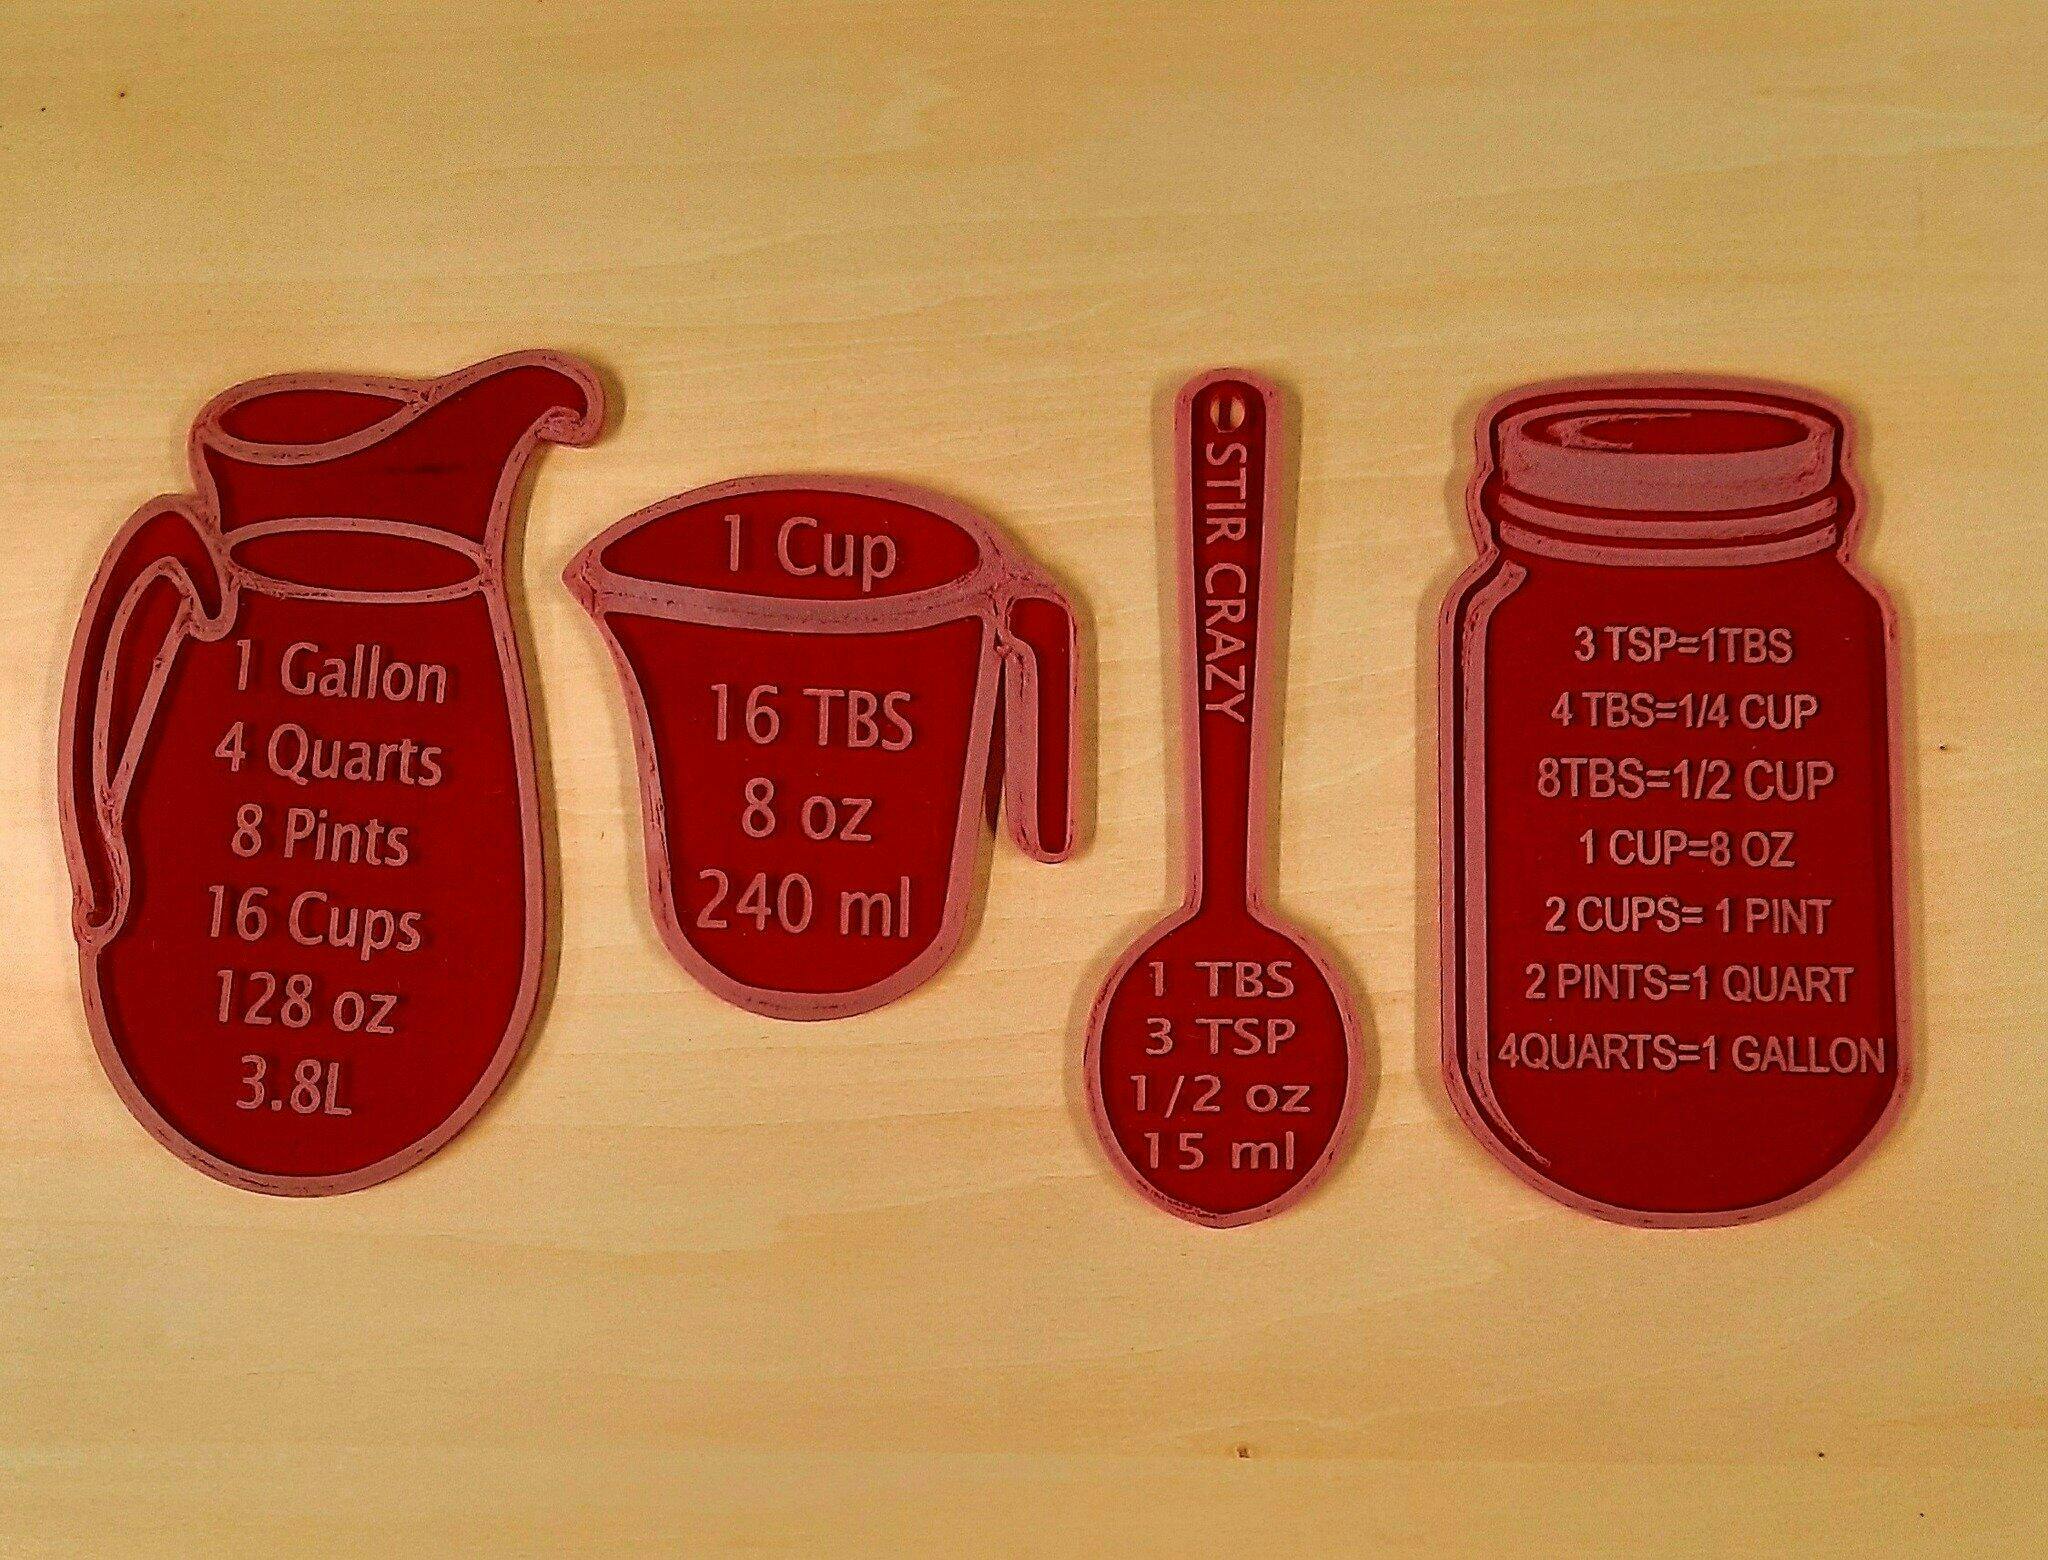 1 Gallon
4 Quarts
8 Pints
16 Cups
128 oz
3.8L
1 Cup
16 TBS
8 oz
240 ml
STIR CRAZY
1 TBS
3 TSP
1/2 oz
15 ml
3 TSP=1TBS
4 TBS=1/4 CUP
8TBS=1/2 CUP
1 CUP=8 OZ
2 CUPS= 1 PINT
2 PINTS=1 QUART
4QUARTS=1 GALLON